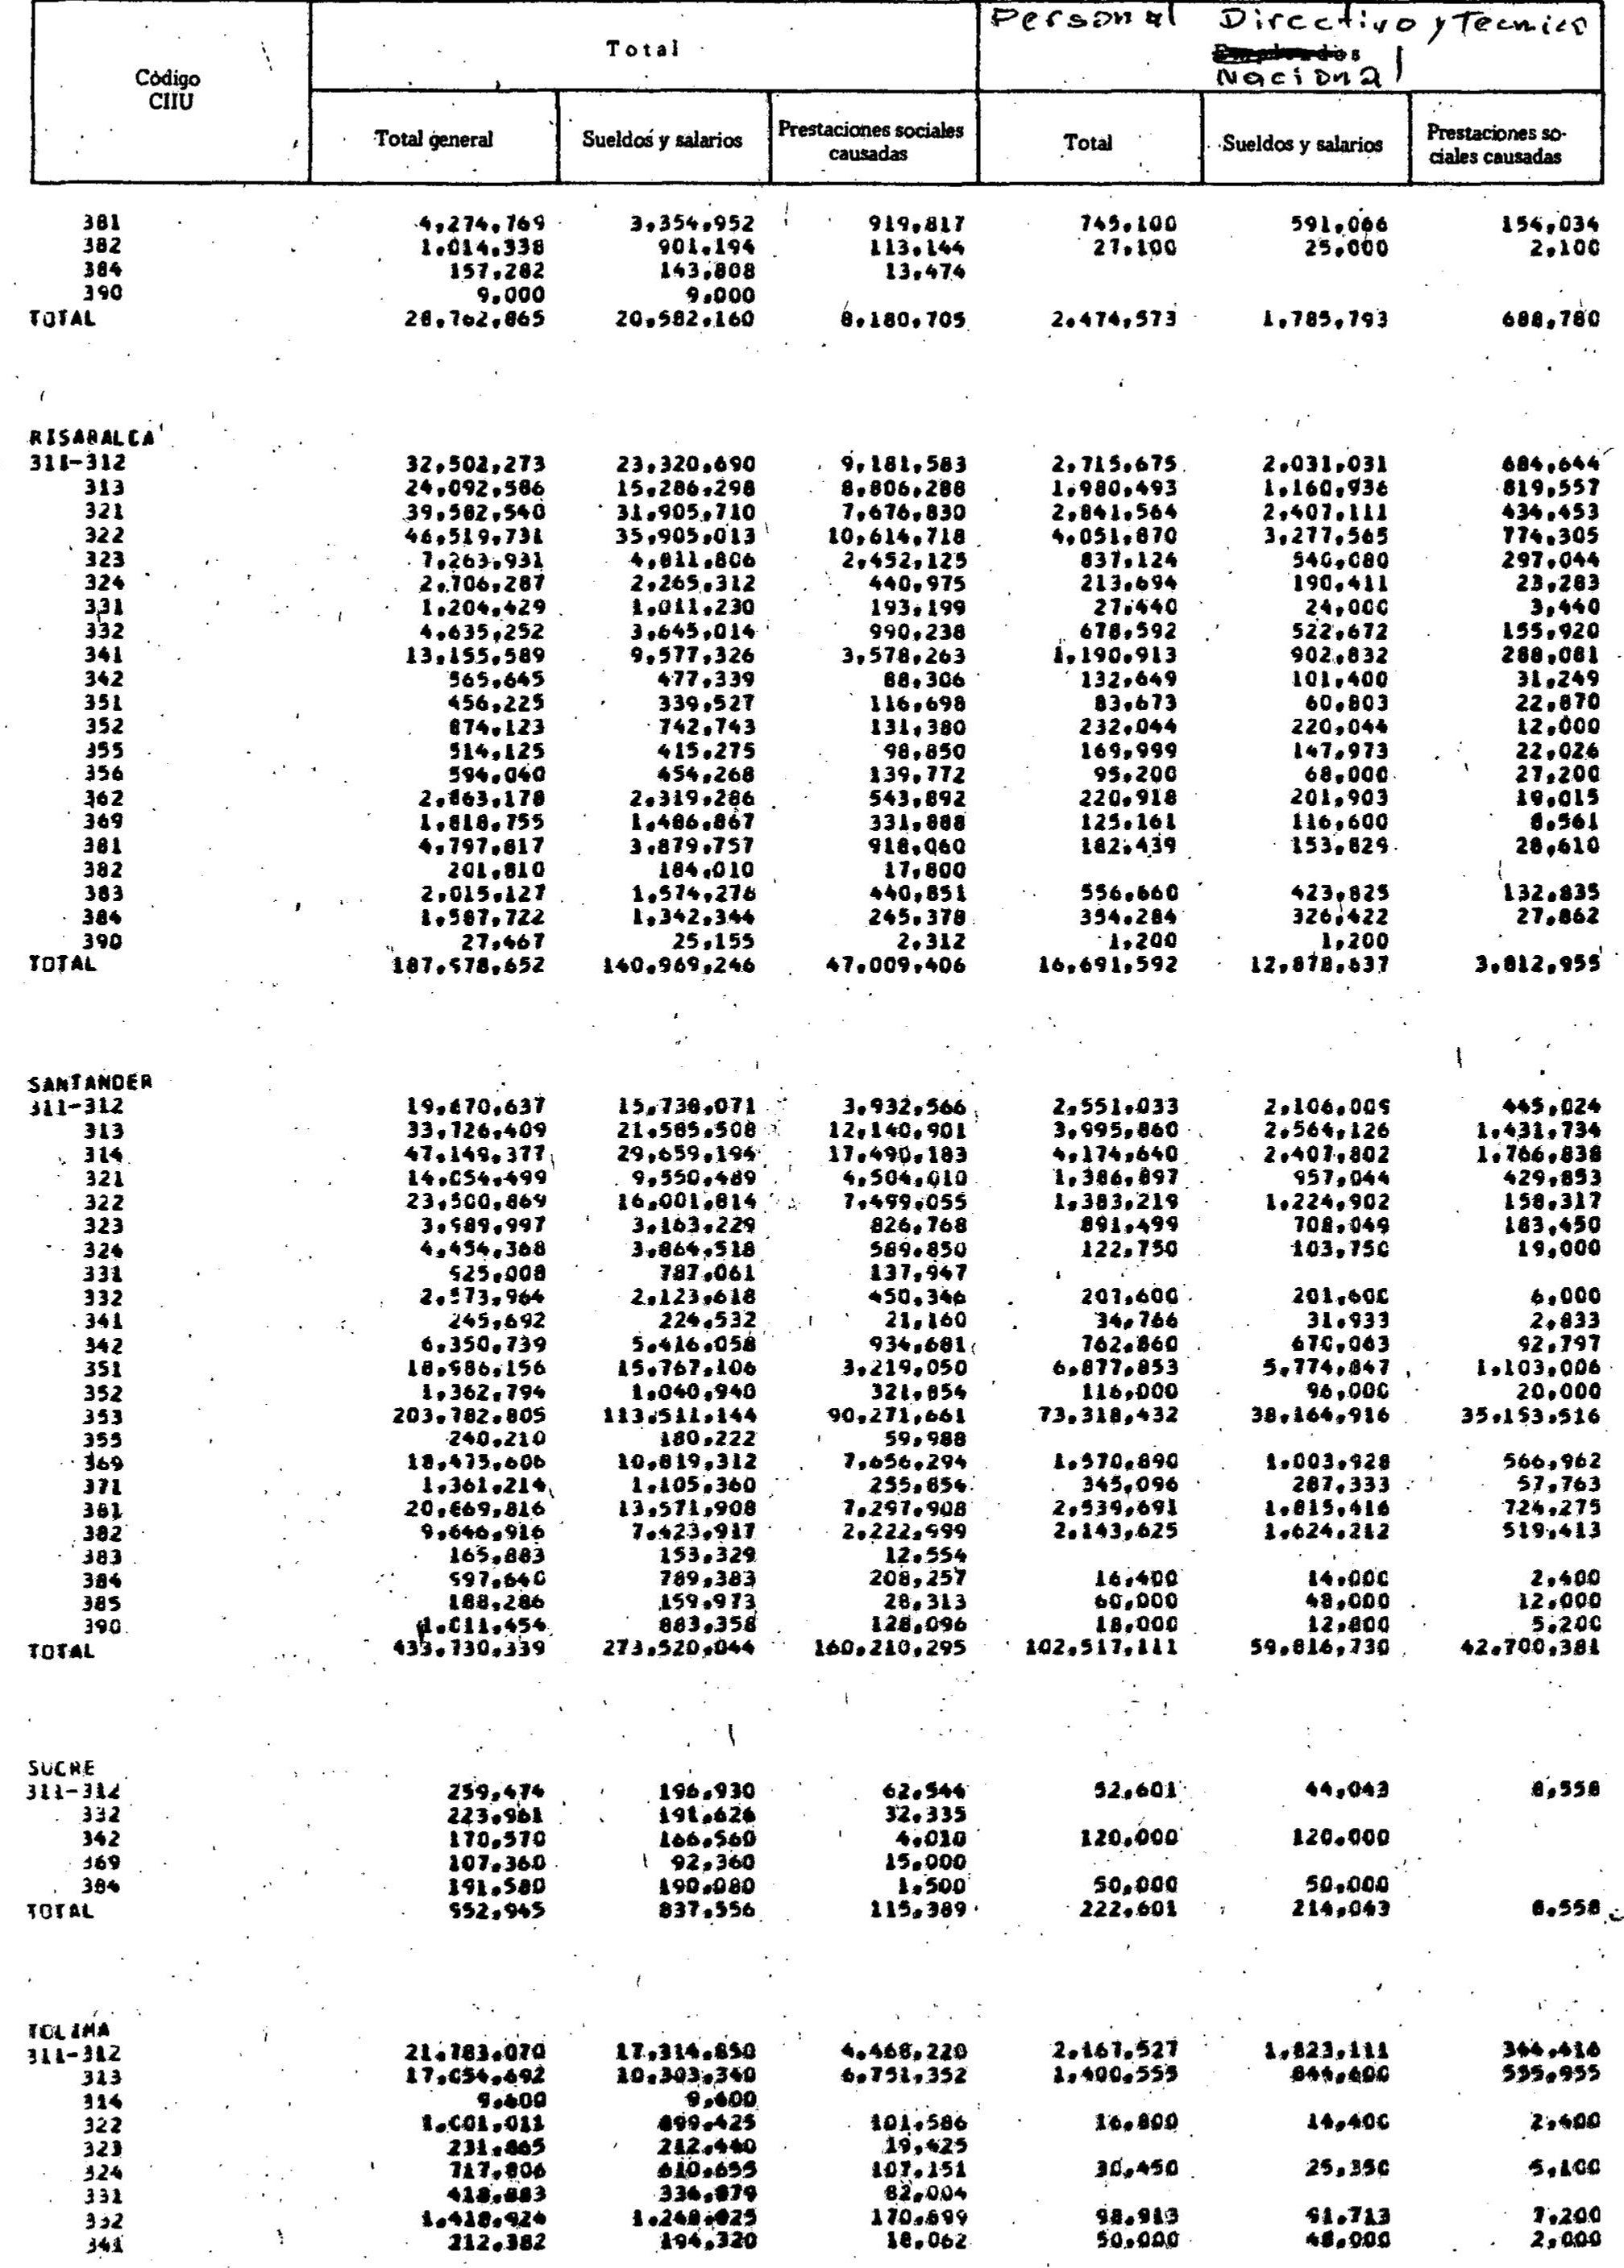 Personal Directivo y Tecnico
Total
Empleados
Nacional
Código CIIU
Total general Sueldos y salarios Prestaciones sociales causadas Total Sueldos y salarios Prestaciones so-ciales causadas
381 4,274,769 3,354,952 919,817 745,100 591,066 154,034
382 1,014,338 901,194 113,144 27,100 25,000 2,100
384 157,282 143,808 13,474
390 9,000 9,000
TOTAL 28,762,865 20,582,160 8,180,705 2,474,573 1,785,793 688,780
RISARALCA
311-312 32,502,273 23,320,690 9,181,583 2,715,675 2,031,031 684,644
313 24,092,586 15,286,298 8,806,288 1,980,493 1,160,936 819,557
321 39,582,540 31,905,710 7,676,830 2,841,564 2,407,111 434,453
322 46,519,731 35,905,013 10,614,718 4,051,870 3,277,565 774,305
323 7,263,931 4,811,806 2,452,125 837,124 540,080 297,044
324 2,706,287 2,265,312 440,975 213,694 190,411 23,283
331 1,204,429 1,011,230 193,199 27,440 24,000 3,440
332 4,635,252 3,645,014 990,238 678,592 522,672 155,920
341 13,155,589 9,577,326 3,578,263 1,190,913 902,832 288,081
342 565,645 477,339 88,306 132,649 101,400 31,249
351 456,225 339,527 116,698 83,673 60,803 22,870
352 874,123 742,743 131,380 232,044 220,044 12,000
355 514,125 415,275 98,850 169,999 147,973 22,026
356 594,040 454,268 139,772 95,200 68,000 27,200
362 2,863,178 2,319,286 543,892 220,918 201,903 19,015
369 1,818,755 1,486,867 331,888 125,161 116,600 8,561
381 4,797,817 3,879,757 918,060 182,439 153,829 28,610
382 201,810 184,010 17,800
383 2,015,127 1,574,276 440,851 556,660 423,825 132,835
384 1,587,722 1,342,344 245,378 354,284 326,422 27,862
390 27,467 25,155 2,312 1,200 1,200
TOTAL 187,978,652 140,969,246 47,009,406 16,691,592 12,878,637 3,812,955
SANTANDER
311-312 19,670,637 15,738,071 3,932,566 2,551,033 2,106,009 445,024
313 33,726,409 21,585,508 12,140,901 3,995,860 2,564,126 1,431,734
314 47,149,377 29,659,194 17,490,183 4,174,640 2,407,802 1,766,838
321 14,054,499 9,550,489 4,504,010 1,386,897 957,044 429,853
322 23,500,869 16,001,814 7,499,055 1,383,219 1,224,902 158,317
323 3,989,997 3,163,229 826,768 891,499 708,049 183,450
324 4,454,368 3,864,518 589,850 122,750 103,750 19,000
331 925,008 787,061 137,947
332 2,573,964 2,123,618 450,346 207,600 201,600 6,000
341 245,692 224,532 21,160 34,766 31,933 2,833
342 6,350,739 5,416,058 934,681 762,860 670,063 92,797
351 18,986,156 15,767,106 3,219,050 6,877,853 5,774,847 1,103,006
352 1,362,794 1,040,940 321,854 116,000 96,000 20,000
353 203,782,805 113,511,144 90,271,661 73,318,432 38,164,916 35,153,516
355 240,210 180,222 59,988
369 18,475,606 10,819,312 7,656,294 1,570,890 1,003,928 566,962
371 1,361,214 1,105,360 255,854 345,096 287,333 57,763
381 20,869,816 13,571,908 7,297,908 2,539,691 1,815,416 724,275
382 9,646,916 7,423,917 2,222,999 2,143,625 1,624,212 519,413
383 165,883 153,329 12,554
384 997,640 789,383 208,257 16,400 14,000 2,400
385 188,286 159,973 28,313 60,000 48,000 12,000
390 1,011,454 883,358 128,096 18,000 12,800 5,200
TOTAL 433,730,339 273,520,044 160,210,295 102,517,111 59,816,730 42,700,381
SUCRE
311-312 259,474 196,930 62,544 52,601 44,043 8,558
332 223,961 191,626 32,335
342 170,570 166,560 4,010 120,000 120,000
369 107,360 92,360 15,000
384 191,580 190,080 1,500 50,000 50,000
TOTAL 952,945 837,556 115,389 222,601 214,043 8,558
TOLIMA
311-312 21,783,070 17,314,850 4,468,220 2,167,527 1,823,111 344,416
313 17,054,692 10,303,340 6,751,352 1,400,555 844,600 555,955
314 9,600 9,600
322 1,001,011 899,425 101,586 16,800 14,400 2,400
323 231,865 212,440 19,425
324 717,806 610,655 107,151 30,450 25,350 5,100
331 418,883 336,879 82,004
332 1,418,924 1,248,025 170,899 98,913 91,713 7,200
341 212,382 194,320 18,062 50,000 48,000 2,000